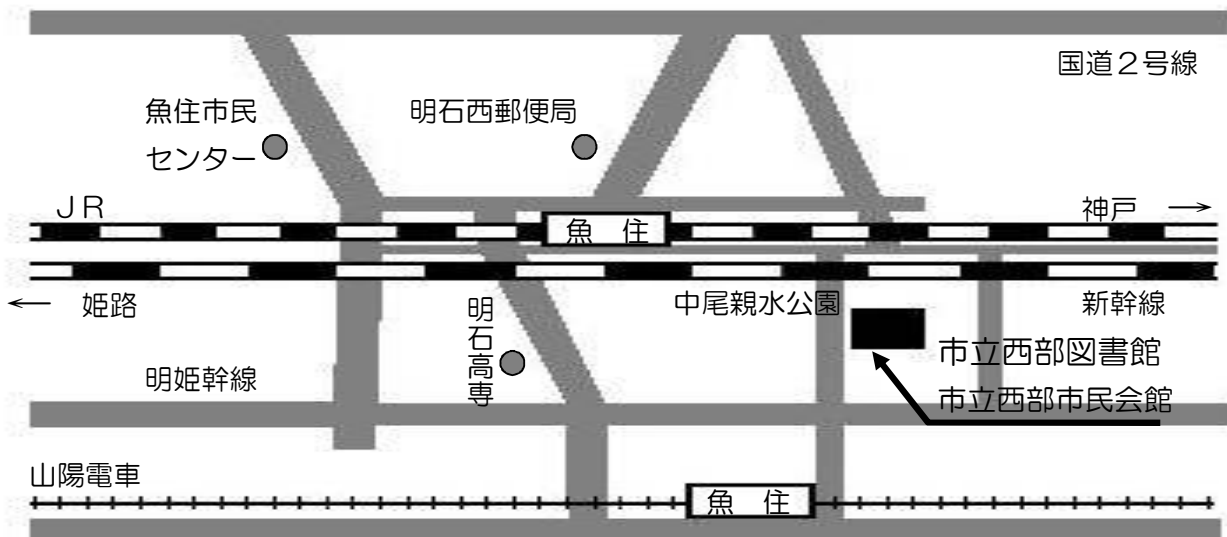 国道２号線
魚住市民
センター
明石西郵便局
ＪＲ
神戸 →
魚 住
← 姫路
中尾親水公園
新幹線
明石高専
市立西部図書館
明姫幹線
市立西部市民会館
山陽電車
魚 住